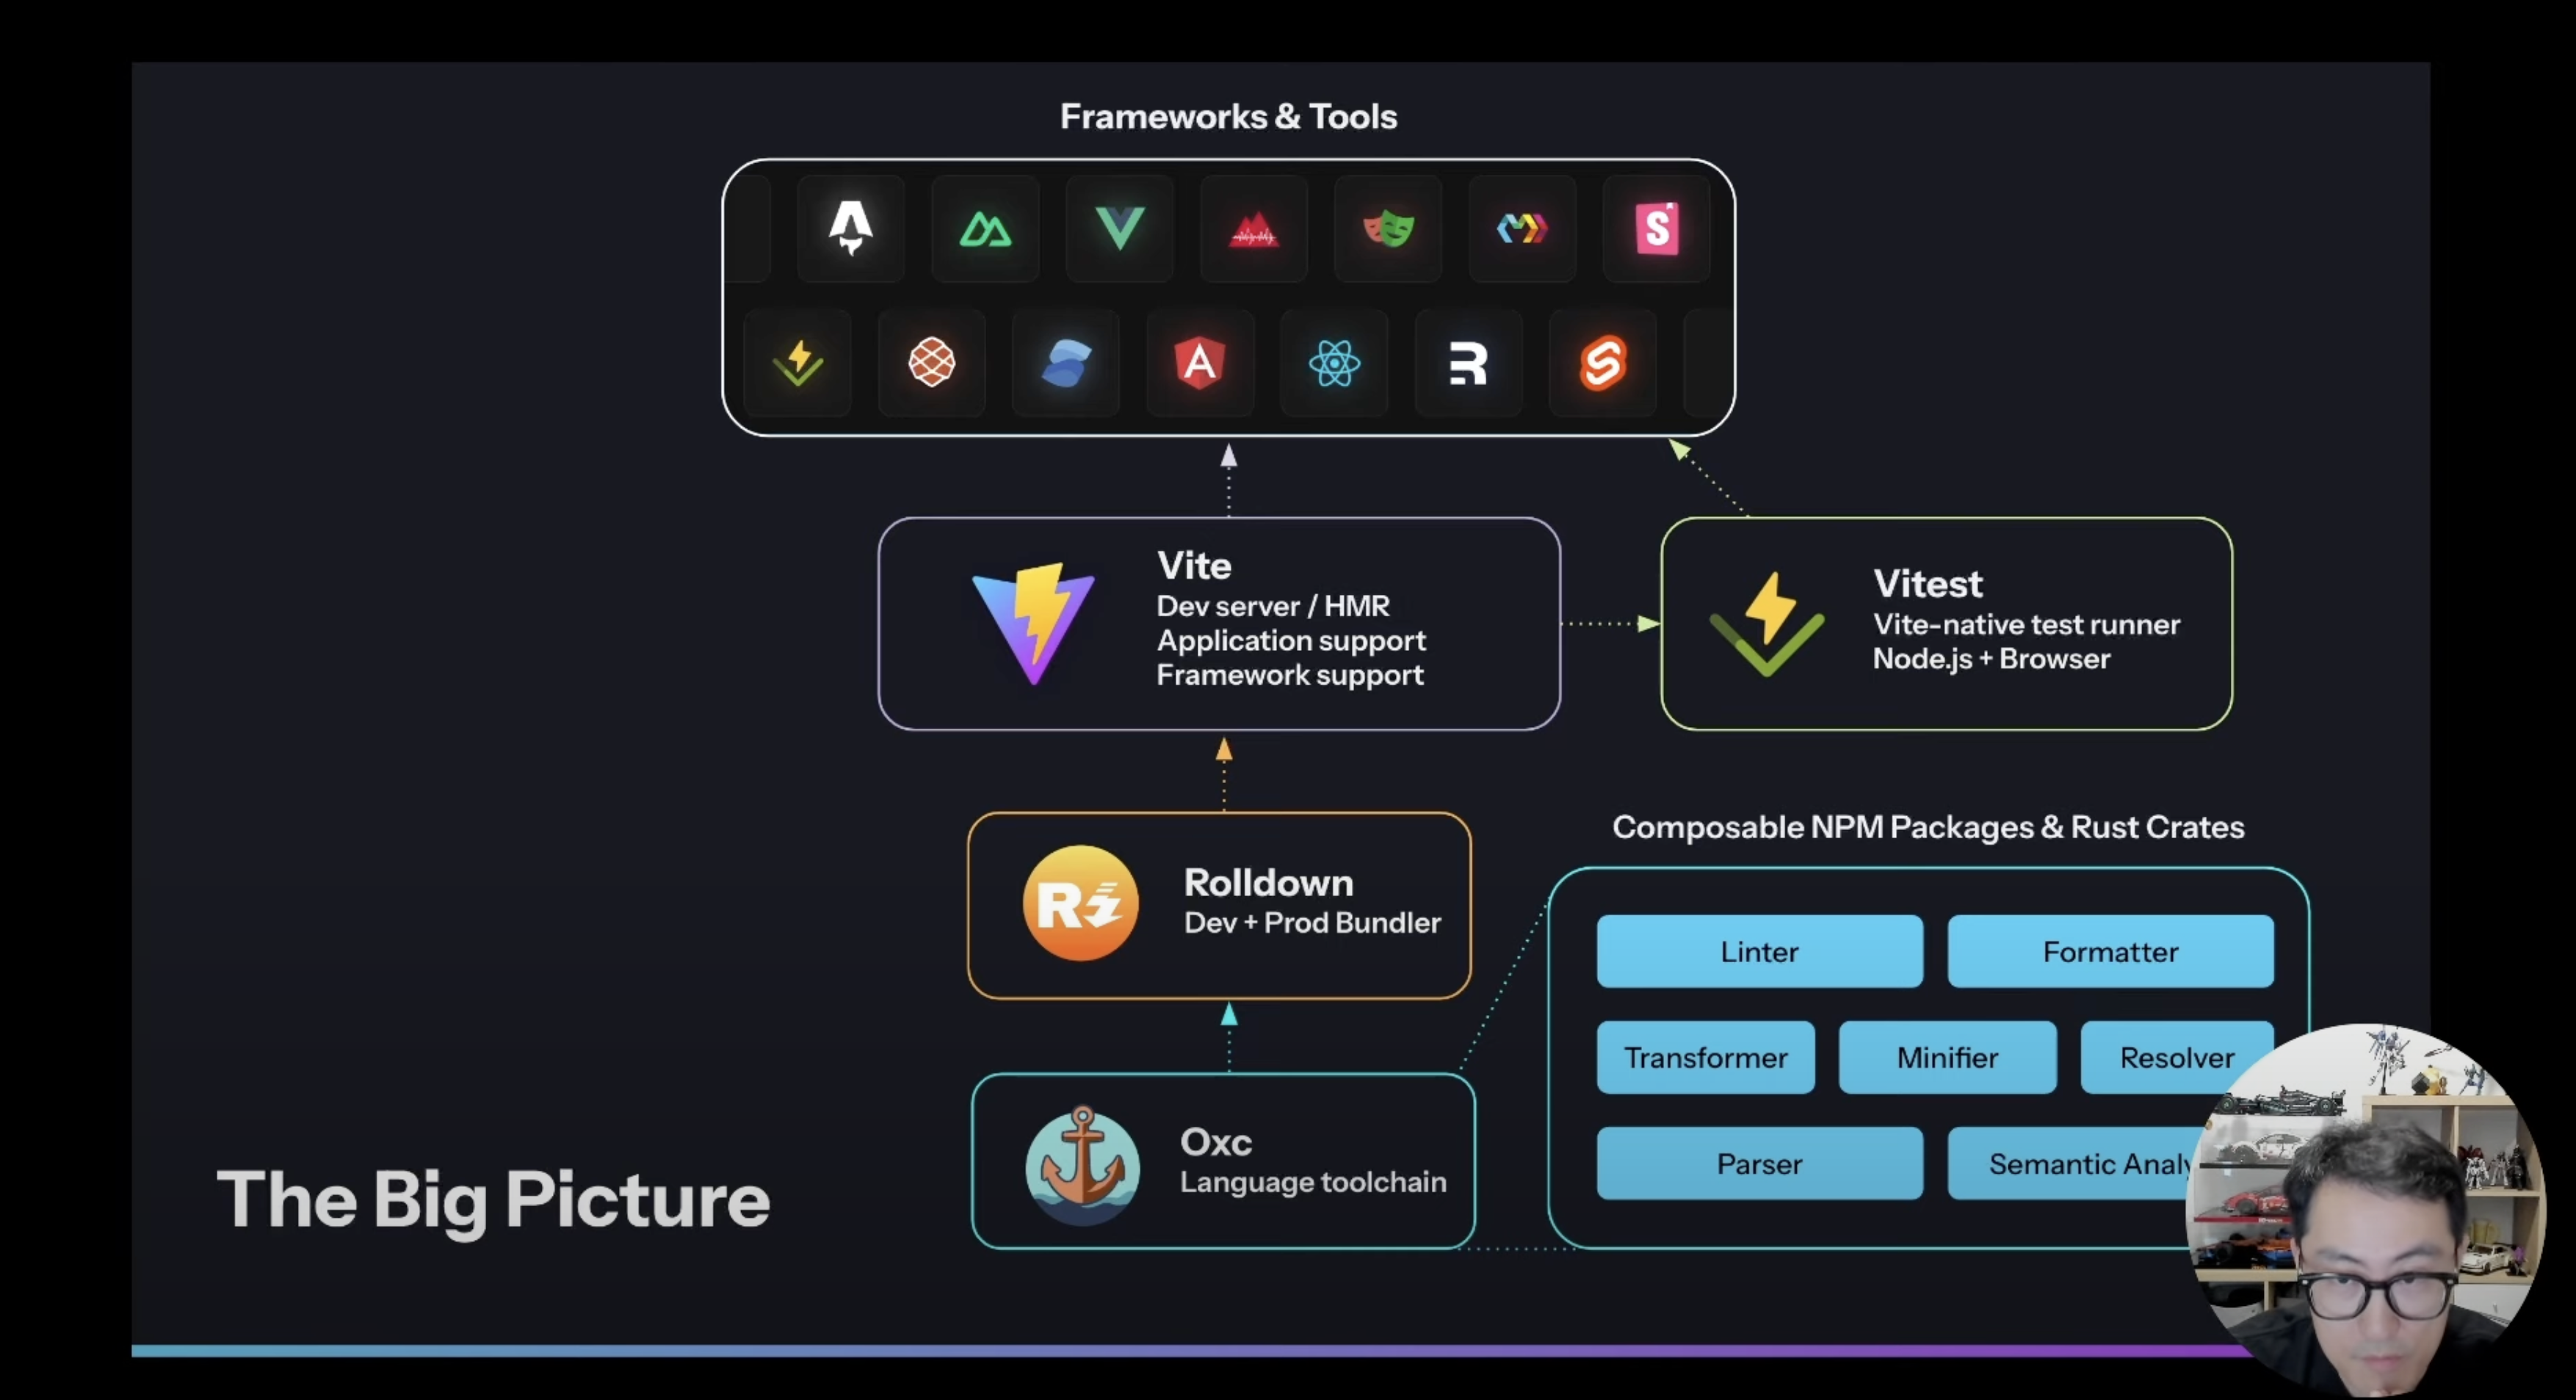 Frameworks & Tools
S
A
R
Vite
Dev server / HMR
Application support
Framework support
Vitest
Vite-native test runner
Node.js + Browser
Rolldown
Dev + Prod Bundler
Composable NPM Packages & Rust Crates
Linter
Formatter
Transformer
Minifier
Resolver
Parser
Semantic
Oxc
Language toolchain
The Big Picture